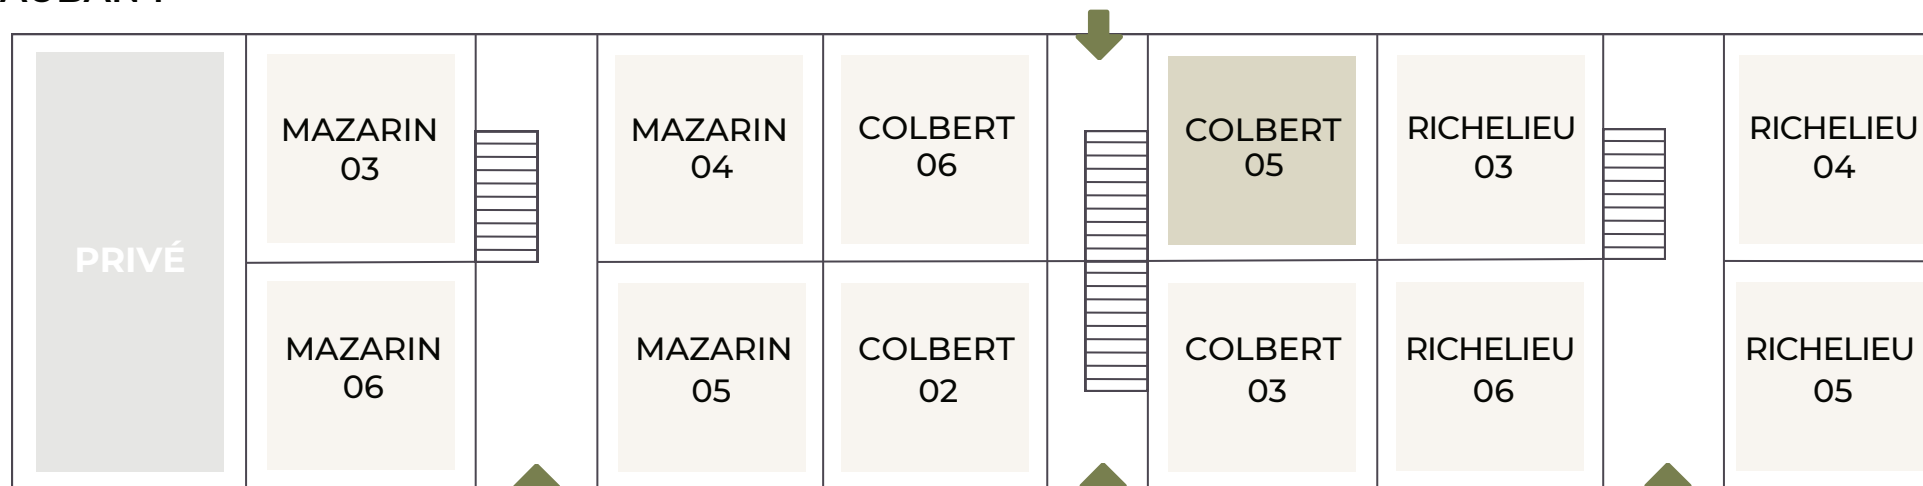 PRIVÉ
MAZARIN
03
MAZARIN
04
COLBERT
06
COLBERT
05
RICHELIEU
03
RICHELIEU
04
MAZARIN
06
MAZARIN
05
COLBERT
02
COLBERT
03
RICHELIEU
06
RICHELIEU
05